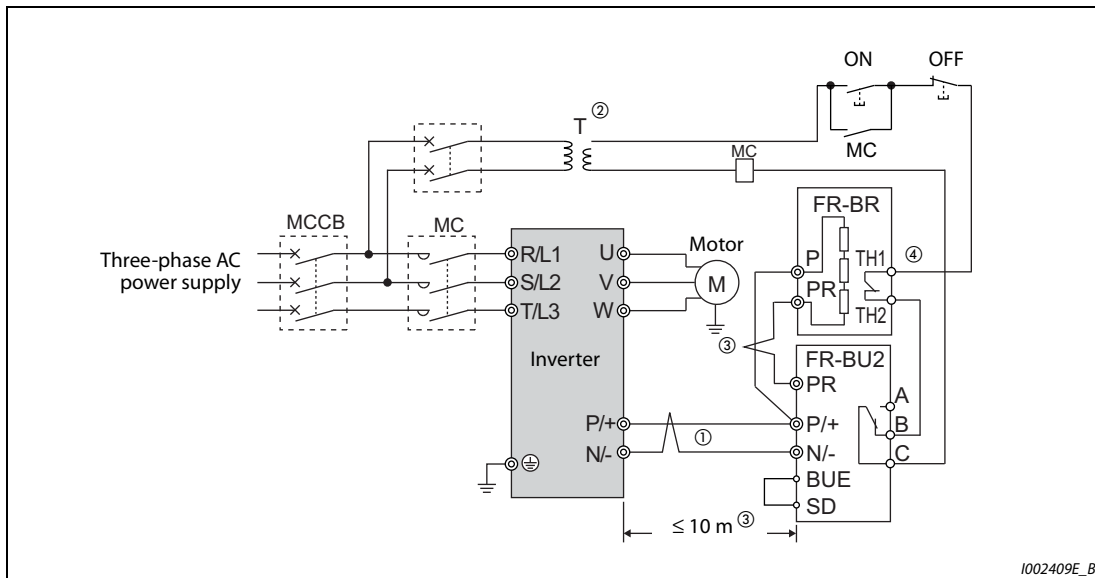 ON
OFF
T ②
MC
MC
FR-BR
MCCB
MC
P
TH1
④
Three-phase AC
power supply
R/L1
U
Motor
S/L2
V
M
PR
T/L3
W
TH2
③
FR-BU2
Inverter
PR
A
P/+
①
P/+
B
N/-
N/-
C
BUE
SD
≤ 10 m ③
I002409E_B